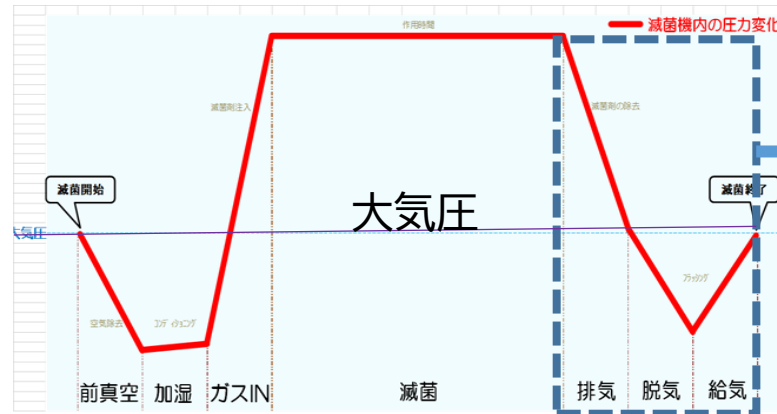 滅菌機内の圧力変化
作用時間
滅菌剤注入
滅菌剤の除去
滅菌開始
大気圧
滅菌終了
大気圧
空気除去
コンディショニング
フラッシング
前真空 加湿 ガスIN 滅菌 排気 脱気 給気